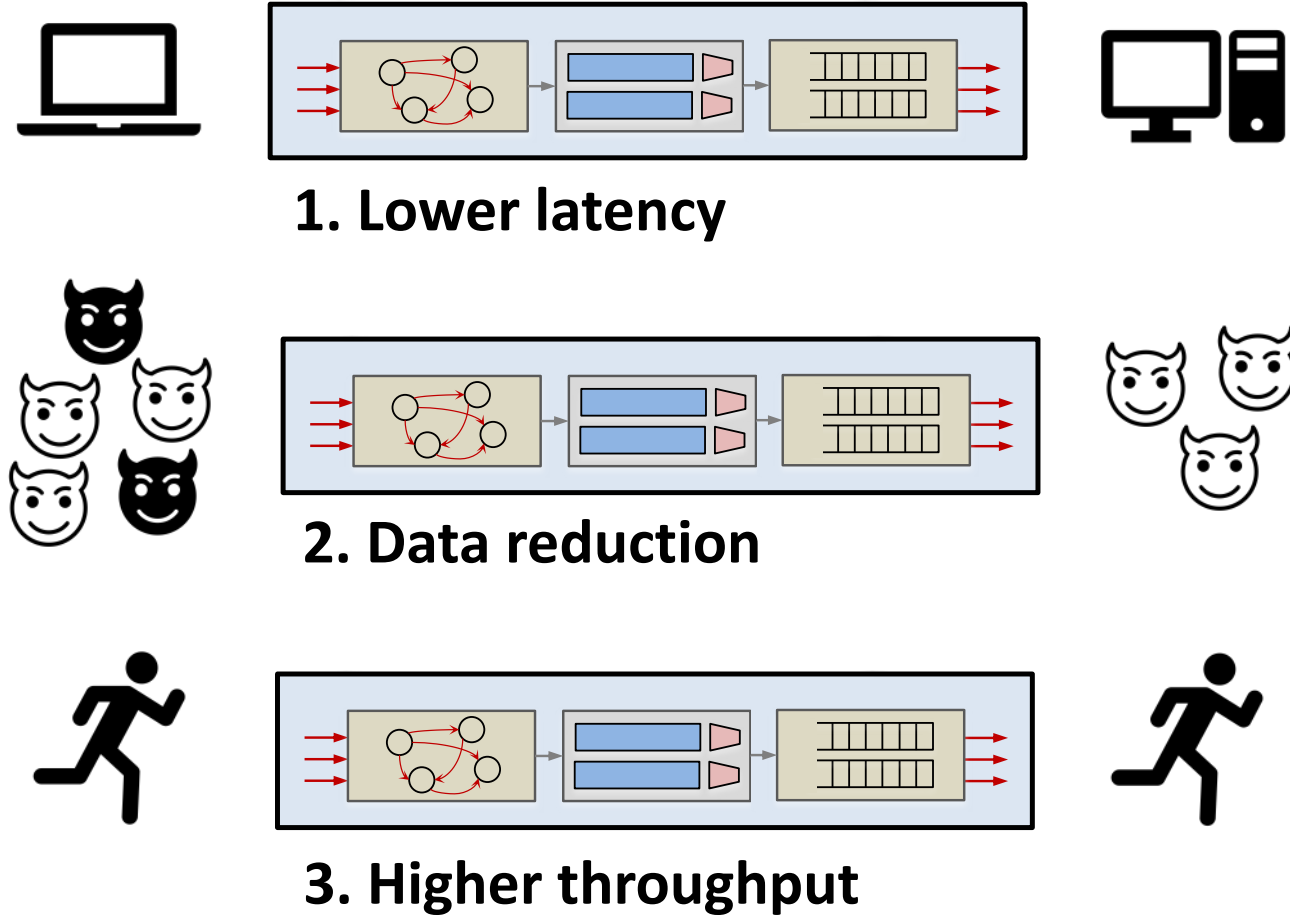 1. Lower latency
2. Data reduction
3. Higher throughput